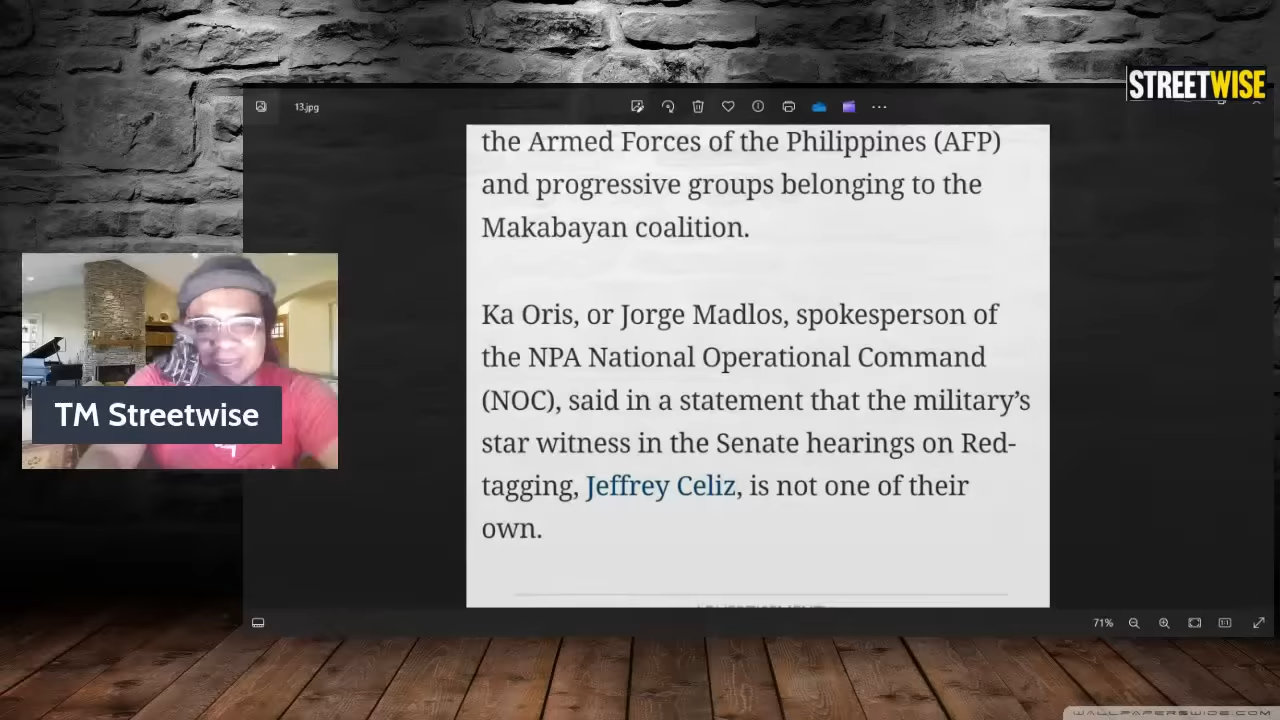 STREETWISE
13.jpg
the Armed Forces of the Philippines (AFP)
and progressive groups belonging to the
Makabayan coalition.
Ka Oris, or Jorge Madlos, spokesperson of
the NPA National Operational Command
(NOC), said in a statement that the military’s
star witness in the Senate hearings on Red-
tagging, Jeffrey Celiz, is not one of their
own.
TM Streetwise
71%
WALLPAPERSWIDE.COM